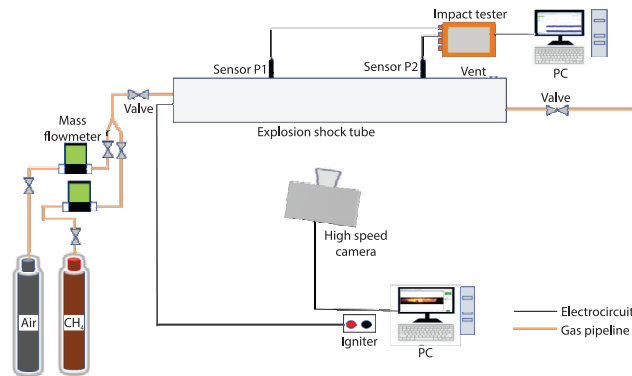 Impact tester
Sensor P1
Sensor P2
Vent
PC
Valve
Valve
Explosion shock tube
Mass
flowmeter
High speed
camera
Air
CH₄
Igniter
PC
Electrocircuit
Gas pipeline